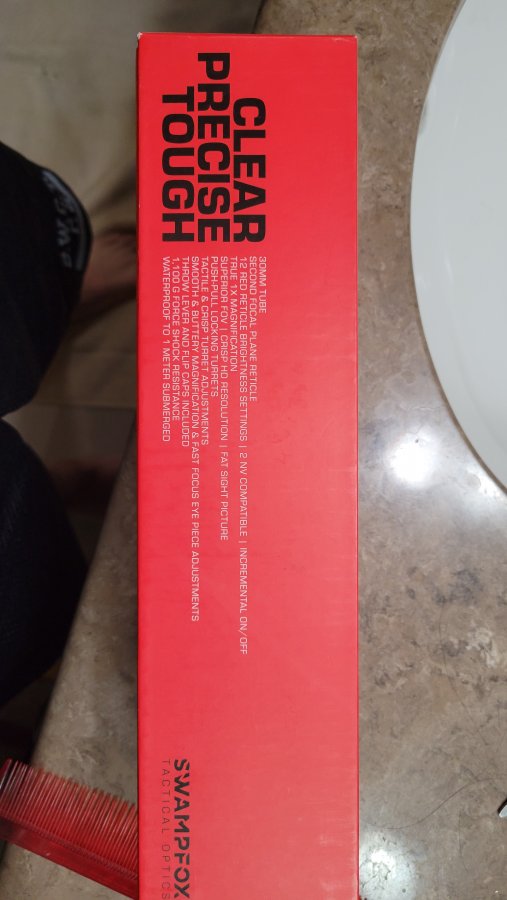 CLEAR
PRECISE
TOUGH
30MM TUBE
SECOND FOCAL PLANE RETICLE
12 RED RETICLE BRIGHTNESS SETTINGS | 2 NV COMPATIBLE | INCREMENTAL ON/OFF
TRUE 1X MAGNIFICATION
SUPERIOR FOV | CRISP HD RESOLUTION | FAT SIGHT PICTURE
PUSH-PULL LOCKING TURRETS
TACTILE & CRISP TURRET ADJUSTMENTS
SMOOTH & BUTTERY MAGNIFICATION & FAST FOCUS EYE PIECE ADJUSTMENTS
THROW LEVER AND FLIP CAPS INCLUDED
1,100 G FORCE SHOCK RESISTANCE
WATERPROOF TO 1 METER SUBMERGED
SWAMPFOX
TACTICAL OPTICS